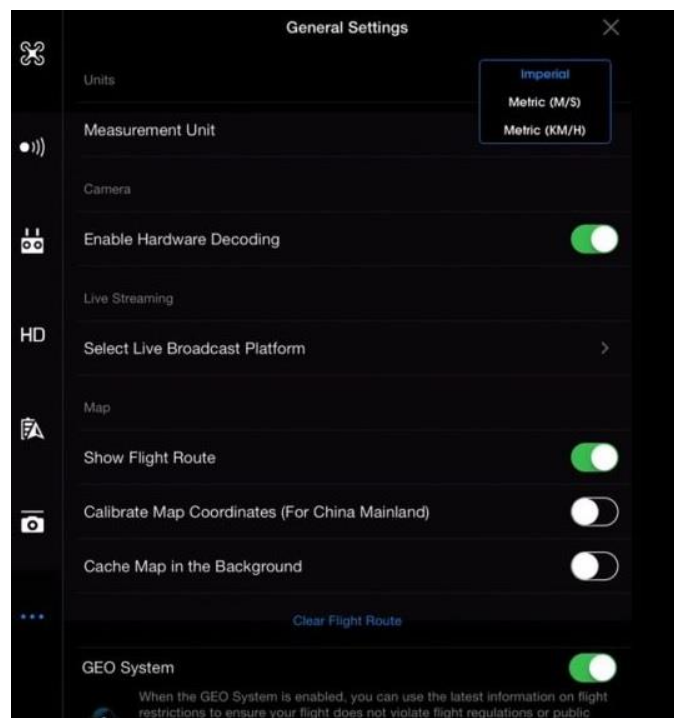 General Settings
Units
Imperial
Metric (M/S)
Measurement Unit
Metric (KM/H)
Camera
Enable Hardware Decoding
Live Streaming
HD
Select Live Broadcast Platform
Map
Show Flight Route
Calibrate Map Coordinates (For China Mainland)
Cache Map in the Background
Clear Flight Route
GEO System
When the GEO System is enabled, you can use the latest information on flight
restrictions to ensure your flight does not violate flight regulations or public